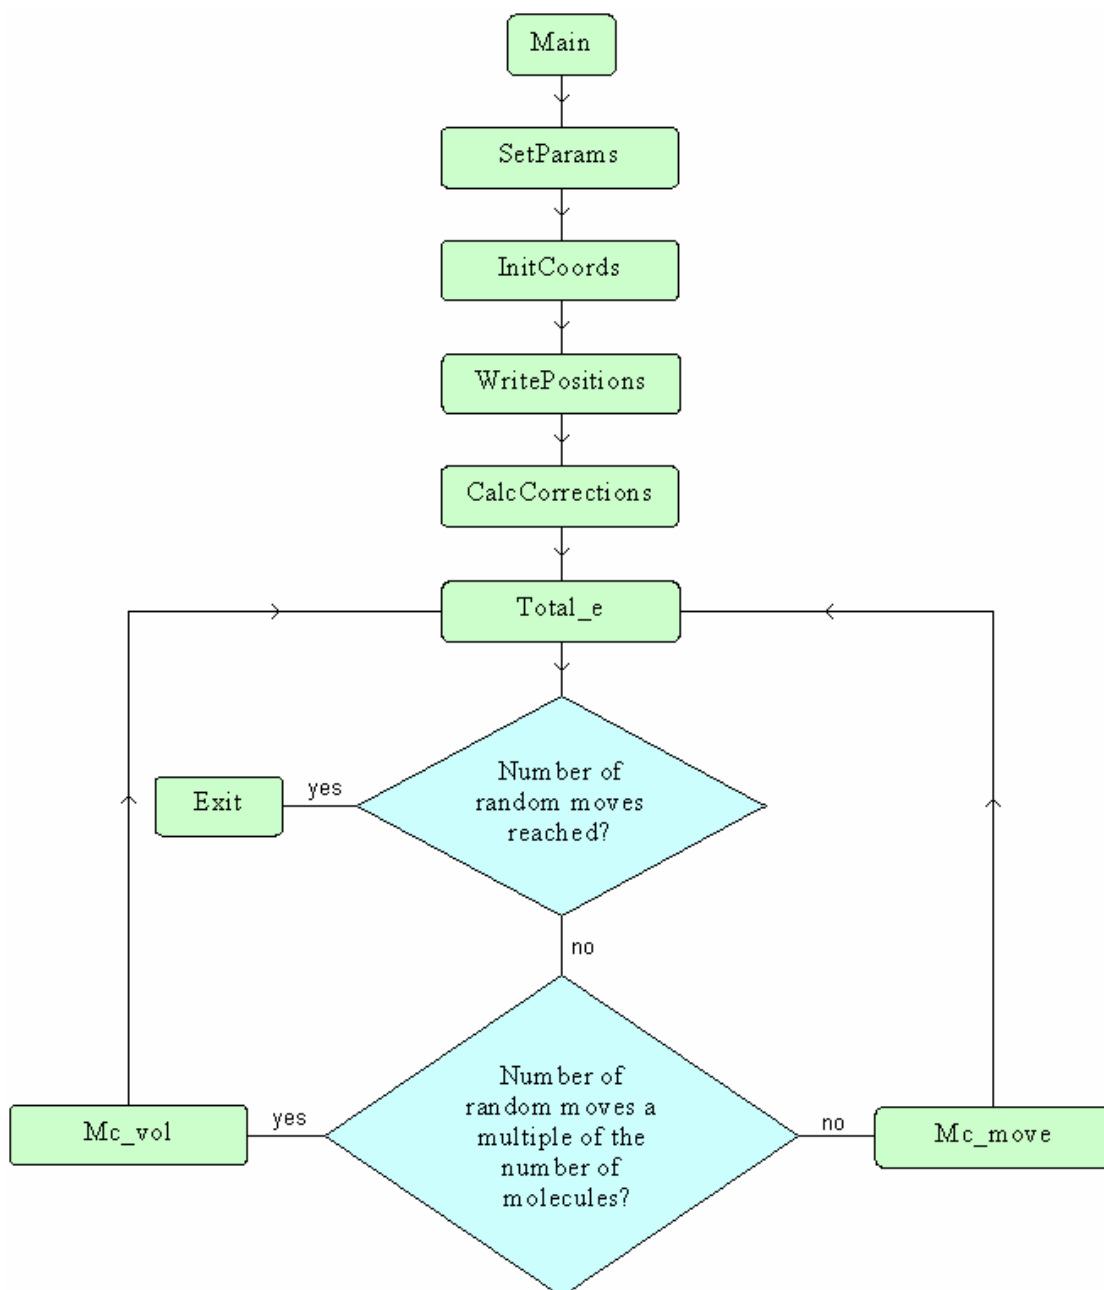 Main
SetParams
InitCoords
WritePositions
CalcCorrections
Total_e
Number of
random moves
reached?
Exit
yes
no
Number of
random moves a
multiple of the
number of
molecules?
Mc_vol
yes
no
Mc_move